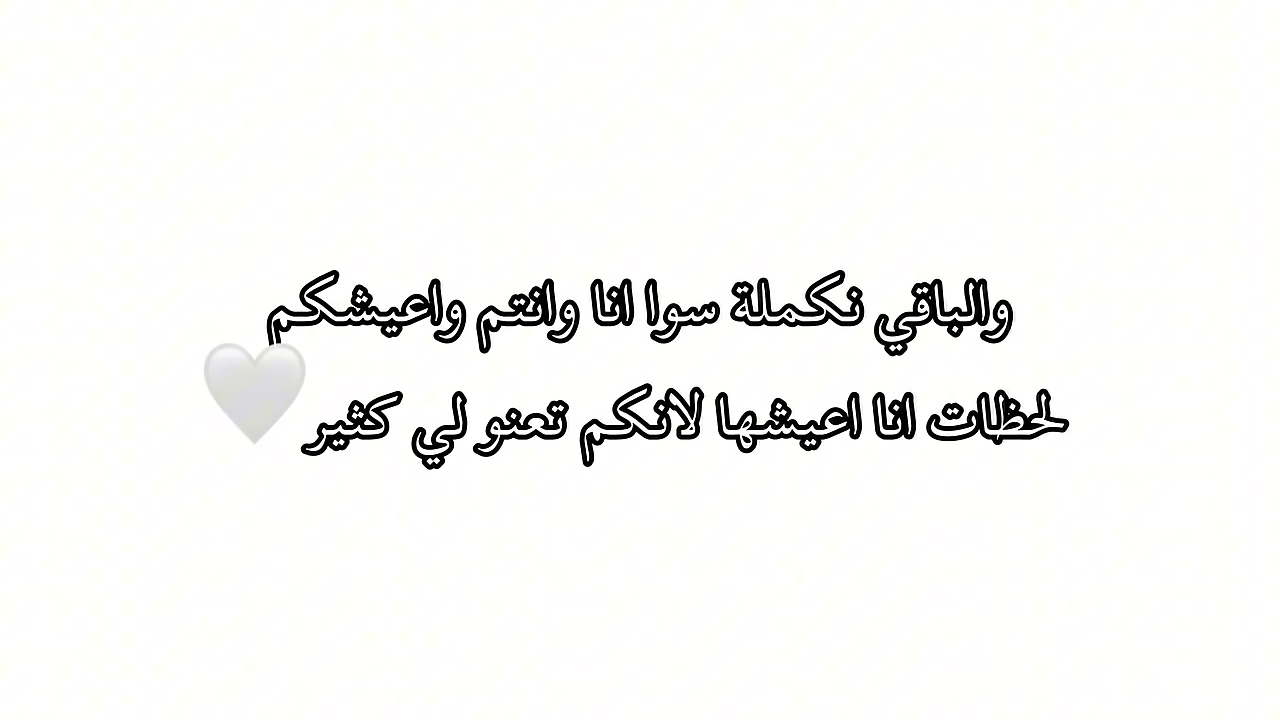 والباقي نكملة سوا انا وانتم واعيشكم
لحظات انا اعيشها لانكم تعنو لي كثير 🤍